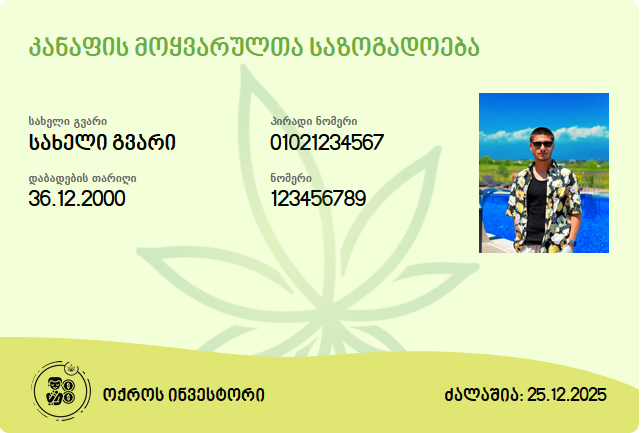 კანაფის მოყვარულთა საზოგადოება
სახელი გვარი
სახელი გვარი
პირადი ნომერი
01021234567
დაბადების თარიღი
36.12.2000
ნომერი
123456789
ოქროს ინვესტორი
ძალაშია: 25.12.2025